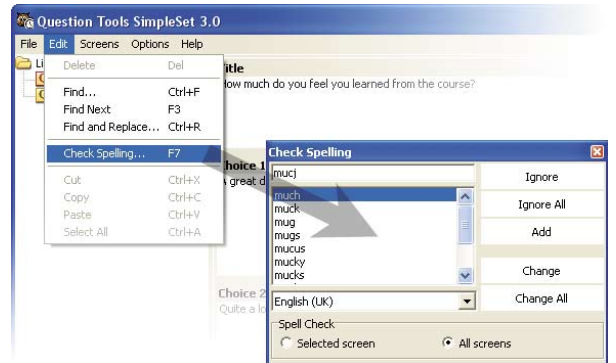 Question Tools SimpleSet 3.0
File Edit Screens Options Help
Li
Delete Del
Find... Ctrl+F
Find Next F3
Find and Replace... Ctrl+R
Check Spelling... F7
Cut Ctrl+X
Copy Ctrl+C
Paste Ctrl+V
Select All Ctrl+A
itle
How much do you feel you learned from the course?
hoice 1
A great d
Choice 2
Quite a lo
Check Spelling
mucj
much
muck
mug
mugs
mucus
mucky
mucks
English (UK)
Ignore
Ignore All
Add
Change
Change All
Spell Check
Selected screen
All screens